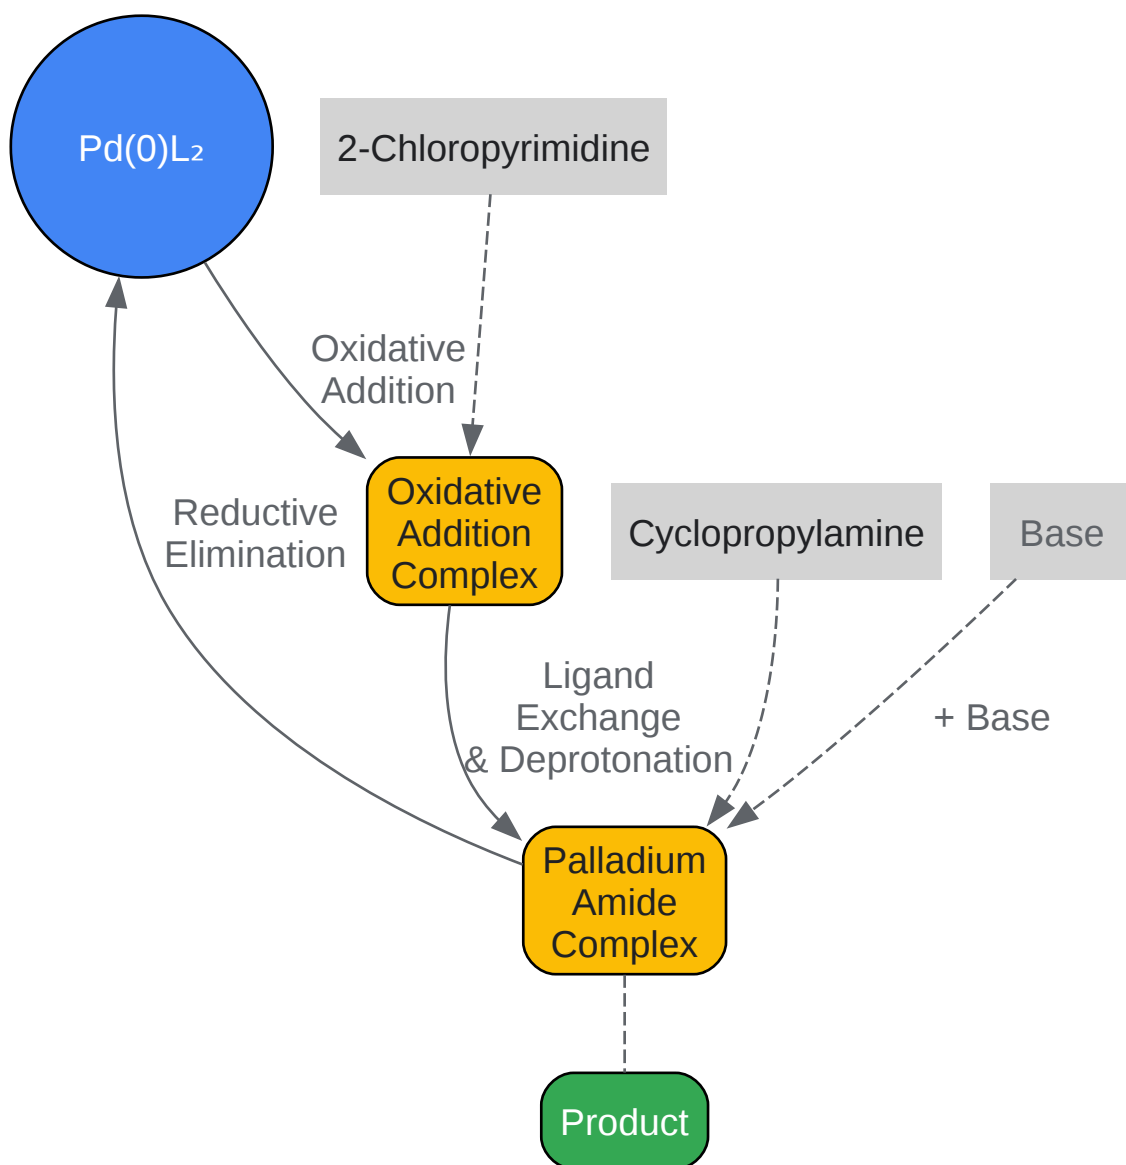 Pd(0)L₂
2-Chloropyrimidine
Oxidative
Addition
Reductive
Elimination
Oxidative
Addition
Complex
Cyclopropylamine
Base
Ligand
Exchange
& Deprotonation
+ Base
Palladium
Amide
Complex
Product